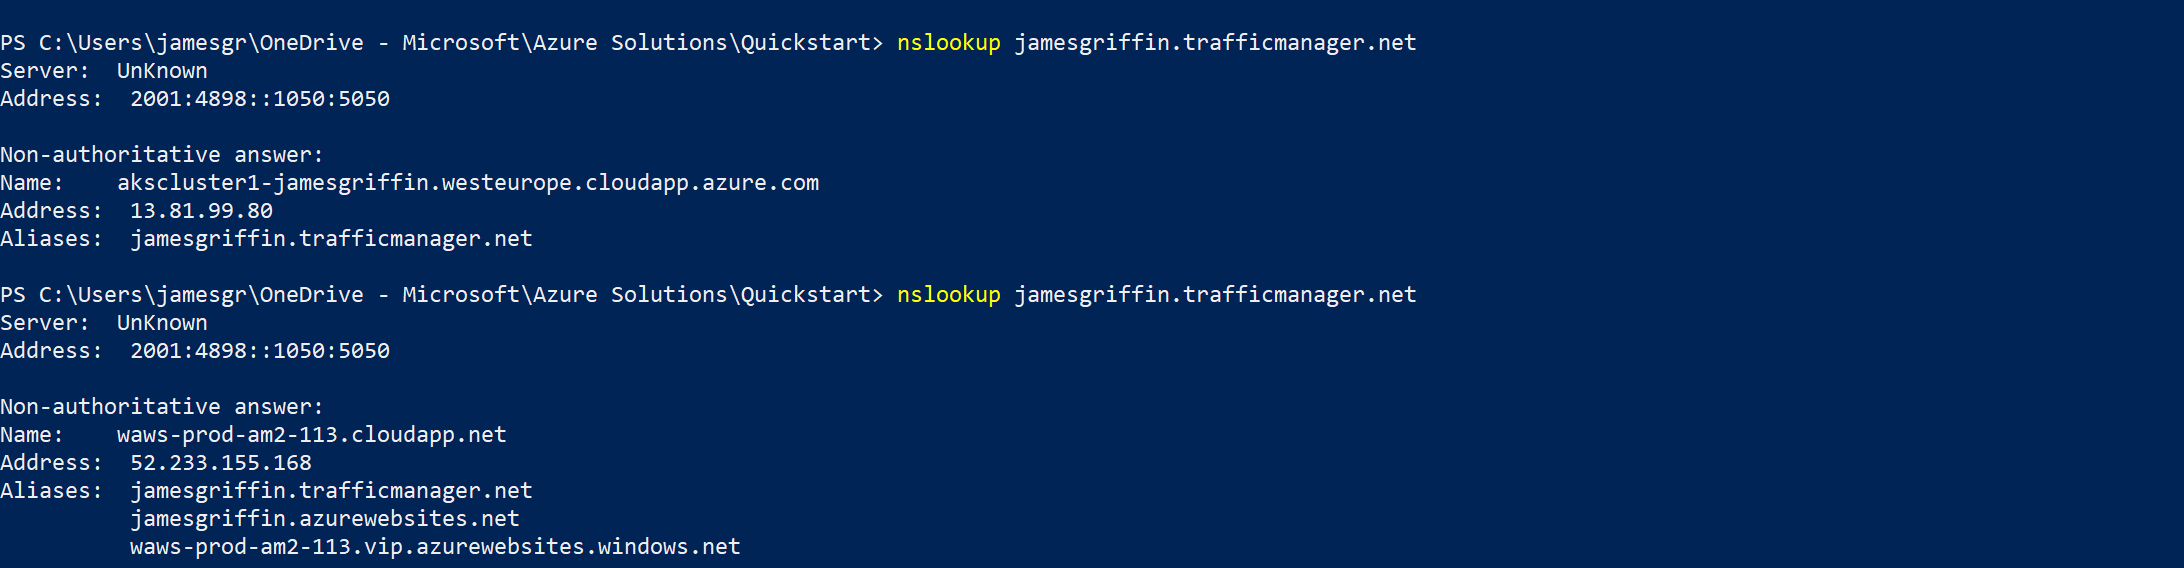 PS C:\Users\jamesgr\OneDrive - Microsoft\Azure Solutions\Quickstart> nslookup jamesgriffin.trafficmanager.net
Server:  UnKnown
Address:  2001:4898::1050:5050
Non-authoritative answer:
Name:    akscluster1-jamesgriffin.westeurope.cloudapp.azure.com
Address:  13.81.99.80
Aliases:  jamesgriffin.trafficmanager.net
PS C:\Users\jamesgr\OneDrive - Microsoft\Azure Solutions\Quickstart> nslookup jamesgriffin.trafficmanager.net
Server:  UnKnown
Address:  2001:4898::1050:5050
Non-authoritative answer:
Name:    waws-prod-am2-113.cloudapp.net
Address:  52.233.155.168
Aliases:  jamesgriffin.trafficmanager.net
          jamesgriffin.azurewebsites.net
          waws-prod-am2-113.vip.azurewebsites.windows.net